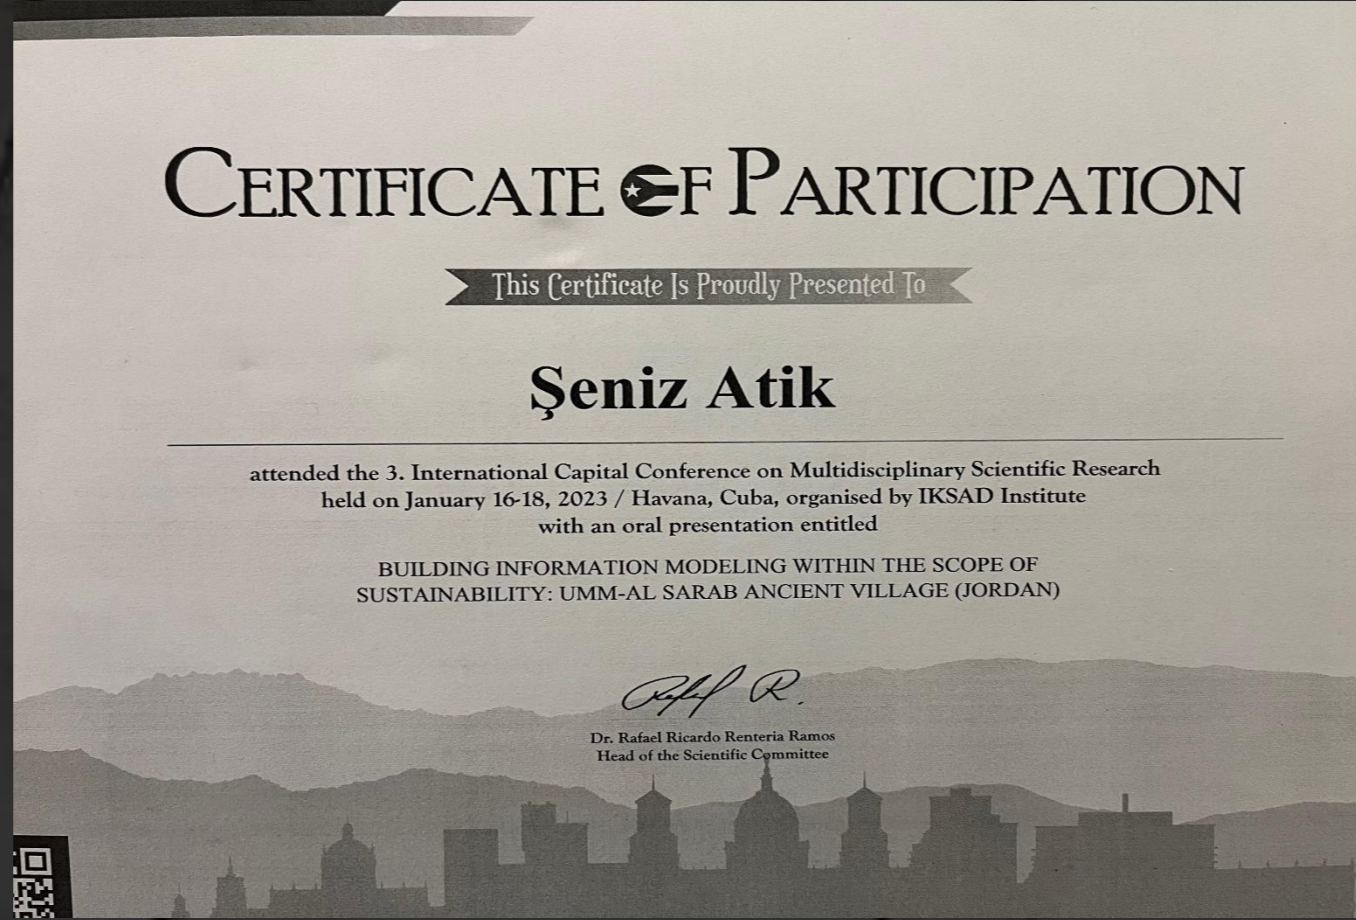 CERTIFICATE OF PARTICIPATION
This Certificate Is Proudly Presented To
Şeniz Atik
attended the 3. International Capital Conference on Multidisciplinary Scientific Research
held on January 16-18, 2023 / Havana, Cuba, organised by IKSAD Institute
with an oral presentation entitled
BUILDING INFORMATION MODELING WITHIN THE SCOPE OF
SUSTAINABILITY: UMM-AL SARAB ANCIENT VILLAGE (JORDAN)
Rafael R.
Dr. Rafael Ricardo Renteria Ramos
Head of the Scientific Committee